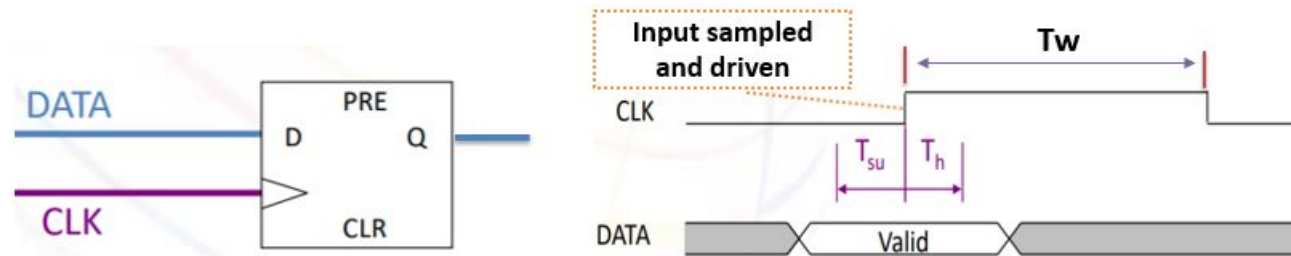 DATA
CLK
PRE
D
Q
CLR
Input sampled
and driven
Tw
CLK
Tsu
Th
DATA
Valid